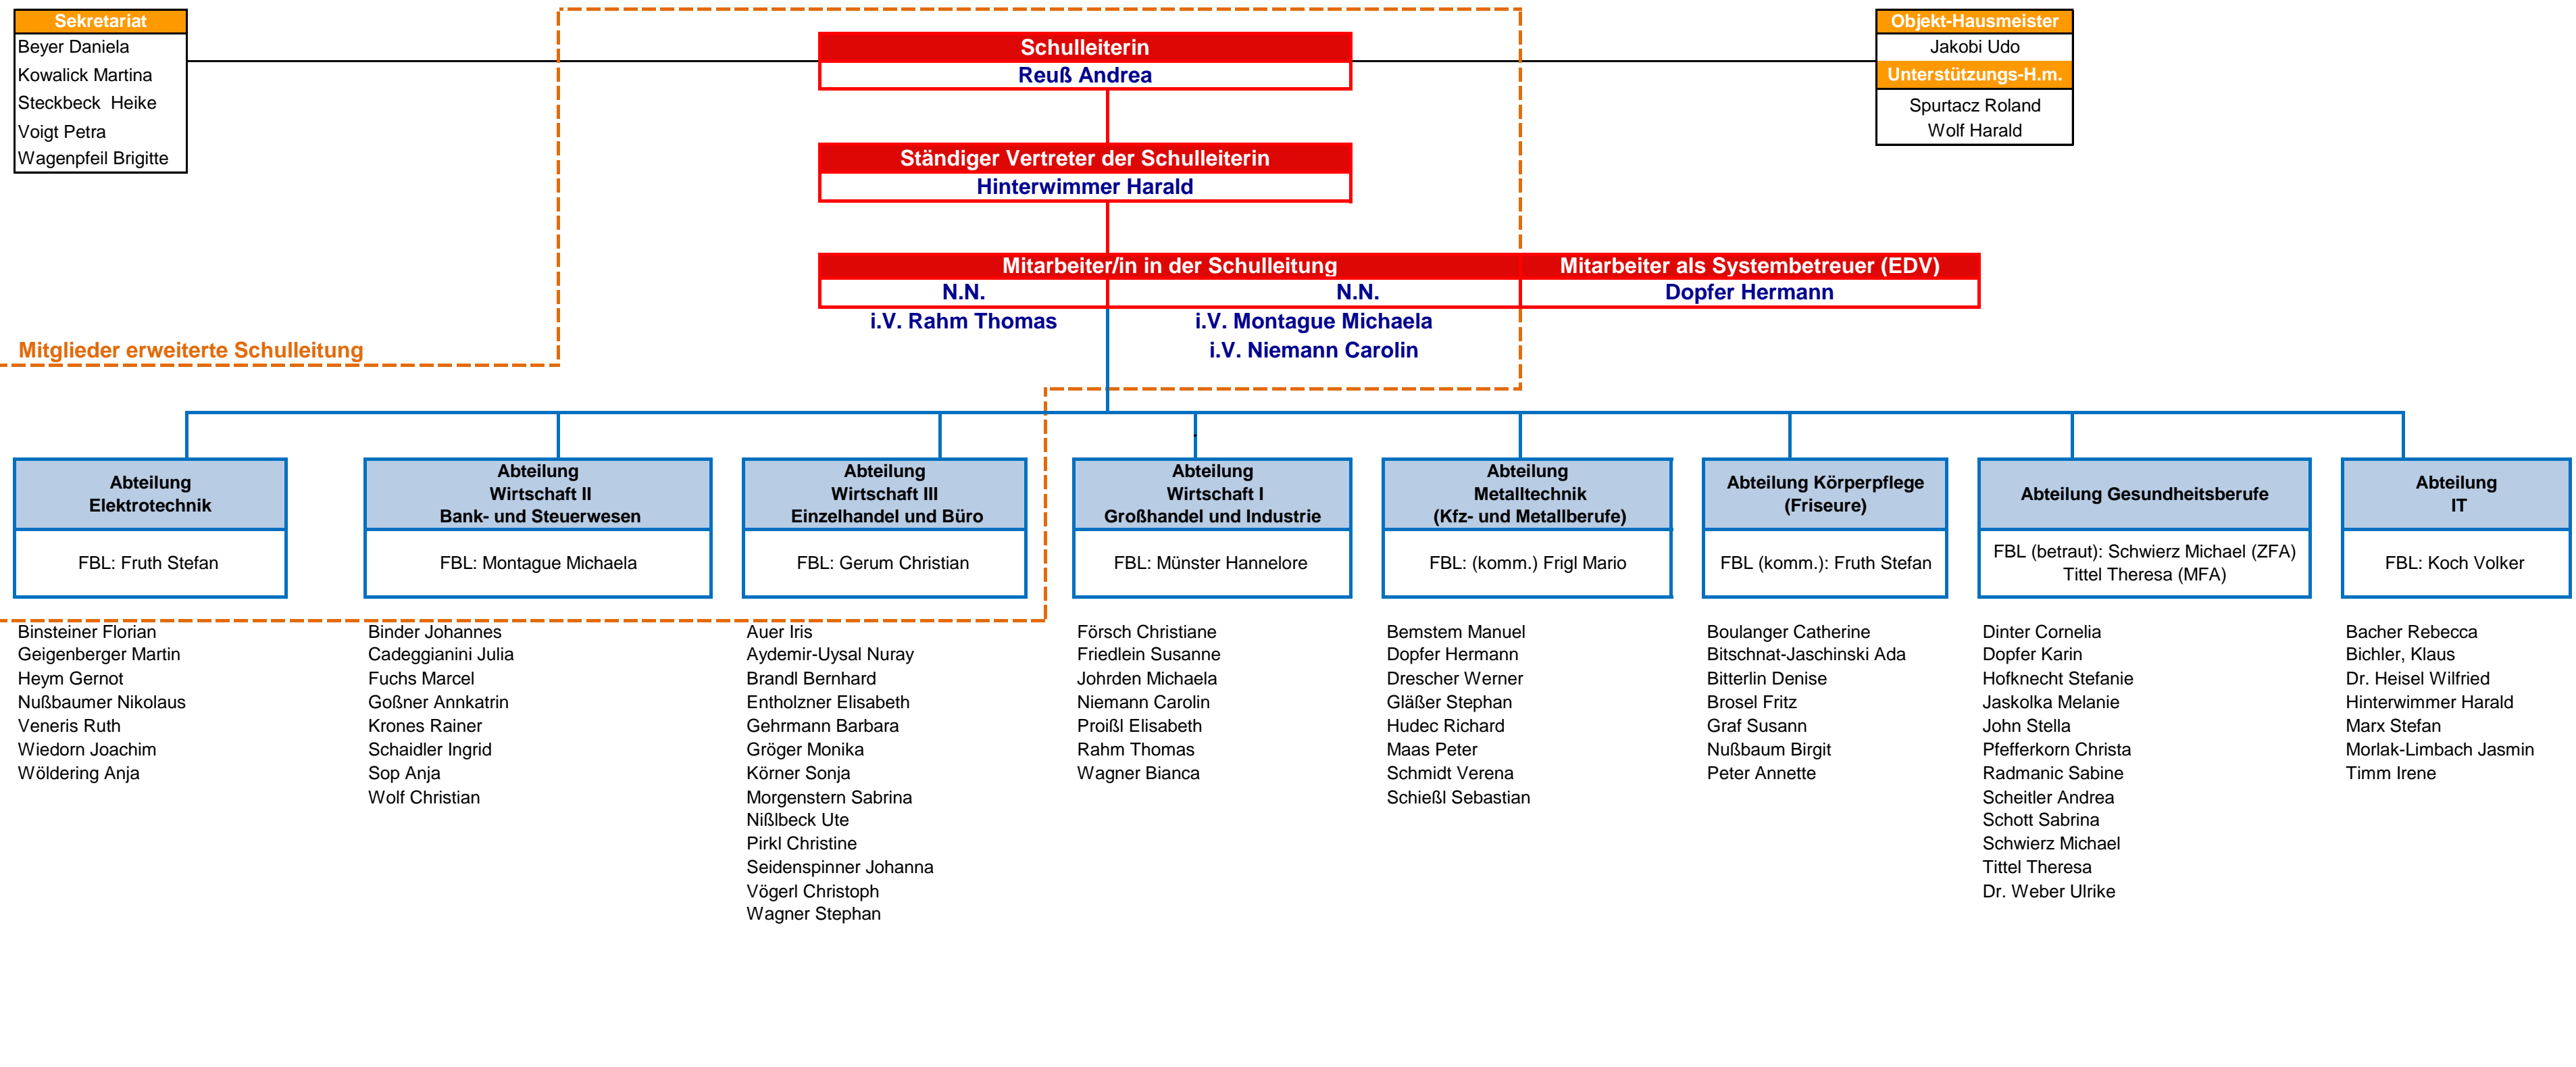 Sekretariat
Beyer Daniela
Kowalick Martina
Steckbeck  Heike
Voigt Petra
Wagenpfeil Brigitte
Schulleiterin
Reuß Andrea
Objekt-Hausmeister
Jakobi Udo
Unterstützungs-H.m.
Spurtacz Roland
Wolf Harald
Ständiger Vertreter der Schulleiterin
Hinterwimmer Harald
Mitarbeiter/in in der Schulleitung
N.N.
i.V. Rahm Thomas
N.N.
i.V. Montague Michaela
i.V. Niemann Carolin
Mitarbeiter als Systembetreuer (EDV)
Dopfer Hermann
Mitglieder erweiterte Schulleitung
Abteilung
Elektrotechnik
FBL: Fruth Stefan
Binsteiner Florian
Geigenberger Martin
Heym Gernot
Nußbaumer Nikolaus
Veneris Ruth
Wiedorn Joachim
Wöldering Anja
Abteilung
Wirtschaft II
Bank- und Steuerwesen
FBL: Montague Michaela
Binder Johannes
Cadeggianini Julia
Fuchs Marcel
Goßner Annkatrin
Krones Rainer
Schaidler Ingrid
Sop Anja
Wolf Christian
Abteilung
Wirtschaft III
Einzelhandel und Büro
FBL: Gerum Christian
Auer Iris
Aydemir-Uysal Nuray
Brandl Bernhard
Entholzner Elisabeth
Gehrmann Barbara
Gröger Monika
Körner Sonja
Morgenstern Sabrina
Nißlbeck Ute
Pirkl Christine
Seidenspinner Johanna
Vögerl Christoph
Wagner Stephan
Abteilung
Wirtschaft I
Großhandel und Industrie
FBL: Münster Hannelore
Försch Christiane
Friedlein Susanne
Johrden Michaela
Niemann Carolin
Proißl Elisabeth
Rahm Thomas
Wagner Bianca
Abteilung
Metalltechnik
(Kfz- und Metallberufe)
FBL: (komm.) Frigl Mario
Bemstem Manuel
Dopfer Hermann
Drescher Werner
Gläßer Stephan
Hudec Richard
Maas Peter
Schmidt Verena
Schießl Sebastian
Abteilung Körperpflege
(Friseure)
FBL (komm.): Fruth Stefan
Boulanger Catherine
Bitschnat-Jaschinski Ada
Bitterlin Denise
Brosel Fritz
Graf Susann
Nußbaum Birgit
Peter Annette
Abteilung Gesundheitsberufe
FBL (betraut): Schwierz Michael (ZFA)
Tittel Theresa (MFA)
Dinter Cornelia
Dopfer Karin
Hofknecht Stefanie
Jaskolka Melanie
John Stella
Pfefferkorn Christa
Radmanic Sabine
Scheitler Andrea
Schott Sabrina
Schwierz Michael
Tittel Theresa
Dr. Weber Ulrike
Abteilung
IT
FBL: Koch Volker
Bacher Rebecca
Bichler, Klaus
Dr. Heisel Wilfried
Hinterwimmer Harald
Marx Stefan
Morlak-Limbach Jasmin
Timm Irene